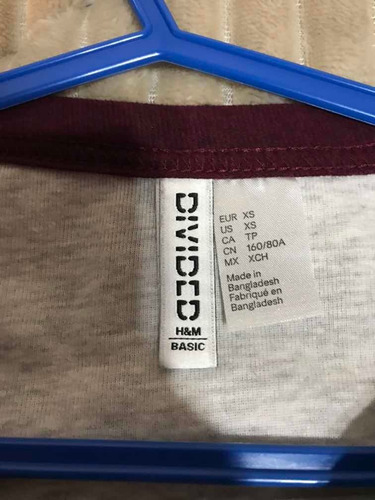 DIVIDED
H&M
BASIC
EUR XS
US XS
CA TP
CN 160/80A
MX XCH
Made in
Bangladesh
Fabriqué en
Bangladesh